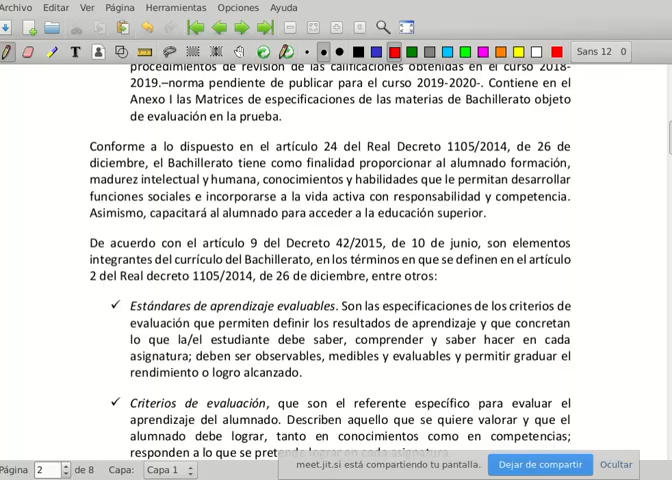 Archivo Editar Ver Página Herramientas Opciones Ayuda
Sans 12 0
procedimientos de revisión de las calificaciones obtenidas en el curso 2018-
2019.–norma pendiente de publicar para el curso 2019-2020-. Contiene en el
Anexo I las Matrices de especificaciones de las materias de Bachillerato objeto
de evaluación en la prueba.
Conforme a lo dispuesto en el artículo 24 del Real Decreto 1105/2014, de 26 de
diciembre, el Bachillerato tiene como finalidad proporcionar al alumnado formación,
madurez intelectual y humana, conocimientos y habilidades que le permitan desarrollar
funciones sociales e incorporarse a la vida activa con responsabilidad y competencia.
Asimismo, capacitará al alumnado para acceder a la educación superior.
De acuerdo con el artículo 9 del Decreto 42/2015, de 10 de junio, son elementos
integrantes del currículo del Bachillerato, en los términos en que se definen en el artículo
2 del Real decreto 1105/2014, de 26 de diciembre, entre otros:
✓ Estándares de aprendizaje evaluables. Son las especificaciones de los criterios de
evaluación que permiten definir los resultados de aprendizaje y que concretan
lo que la/el estudiante debe saber, comprender y saber hacer en cada
asignatura; deben ser observables, medibles y evaluables y permitir graduar el
rendimiento o logro alcanzado.
✓ Criterios de evaluación, que son el referente específico para evaluar el
aprendizaje del alumnado. Describen aquello que se quiere valorar y que el
alumnado debe lograr, tanto en conocimientos como en competencias;
responden a lo que se pretende lograr en cada asignatura.
Página 2 de 8 Capa: Capa 1
meet.jit.si está compartiendo tu pantalla. Dejar de compartir Ocultar